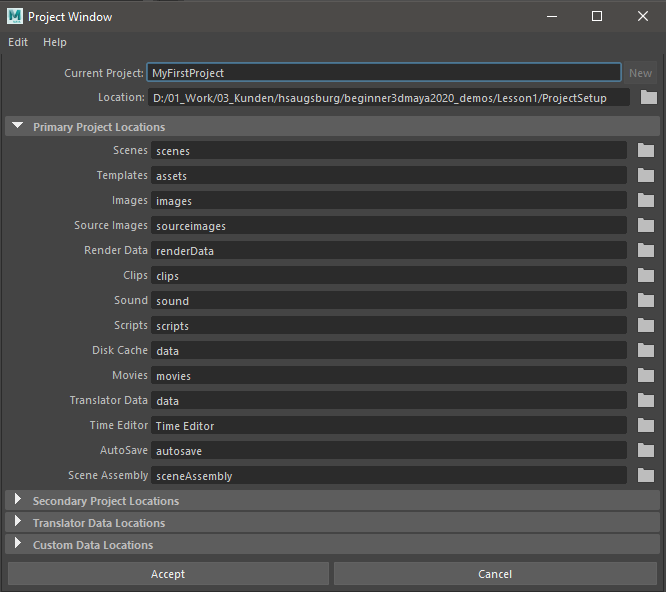 Project Window
Edit Help
Current Project: MyFirstProject New
Location: D:/01_Work/03_Kunden/hsaugsburg/beginner3dmaya2020_demos/Lesson1/ProjectSetup
Primary Project Locations
Scenes scenes
Templates assets
Images images
Source Images sourceimages
Render Data renderData
Clips clips
Sound sound
Scripts scripts
Disk Cache data
Movies movies
Translator Data data
Time Editor Time Editor
AutoSave autosave
Scene Assembly sceneAssembly
Secondary Project Locations
Translator Data Locations
Custom Data Locations
Accept Cancel